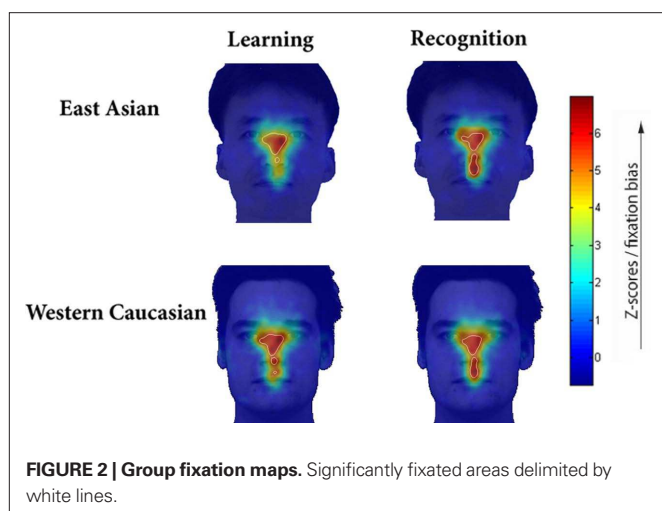 Learning Recognition
East Asian
Western Caucasian
6
5
4
3
2
1
0
Z-scores / fixation bias
FIGURE 2 | Group fixation maps. Significantly fixated areas delimited by
white lines.